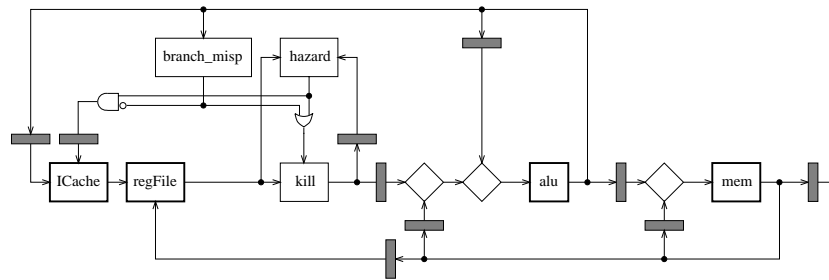 branch_misp
hazard
ICache
regFile
kill
alu
mem